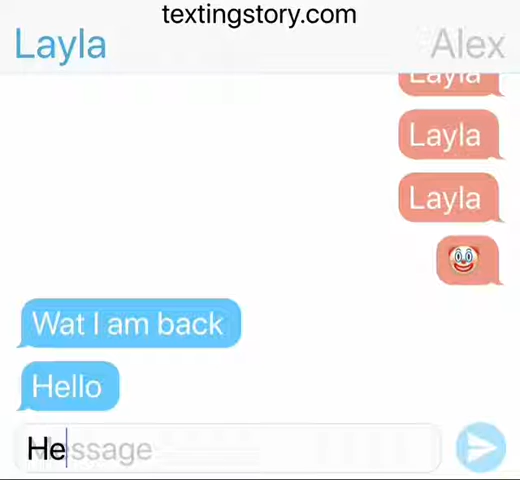 textingstory.com
Layla Alex
Layla
Layla
Layla
🤡
Wat I am back
Hello
He